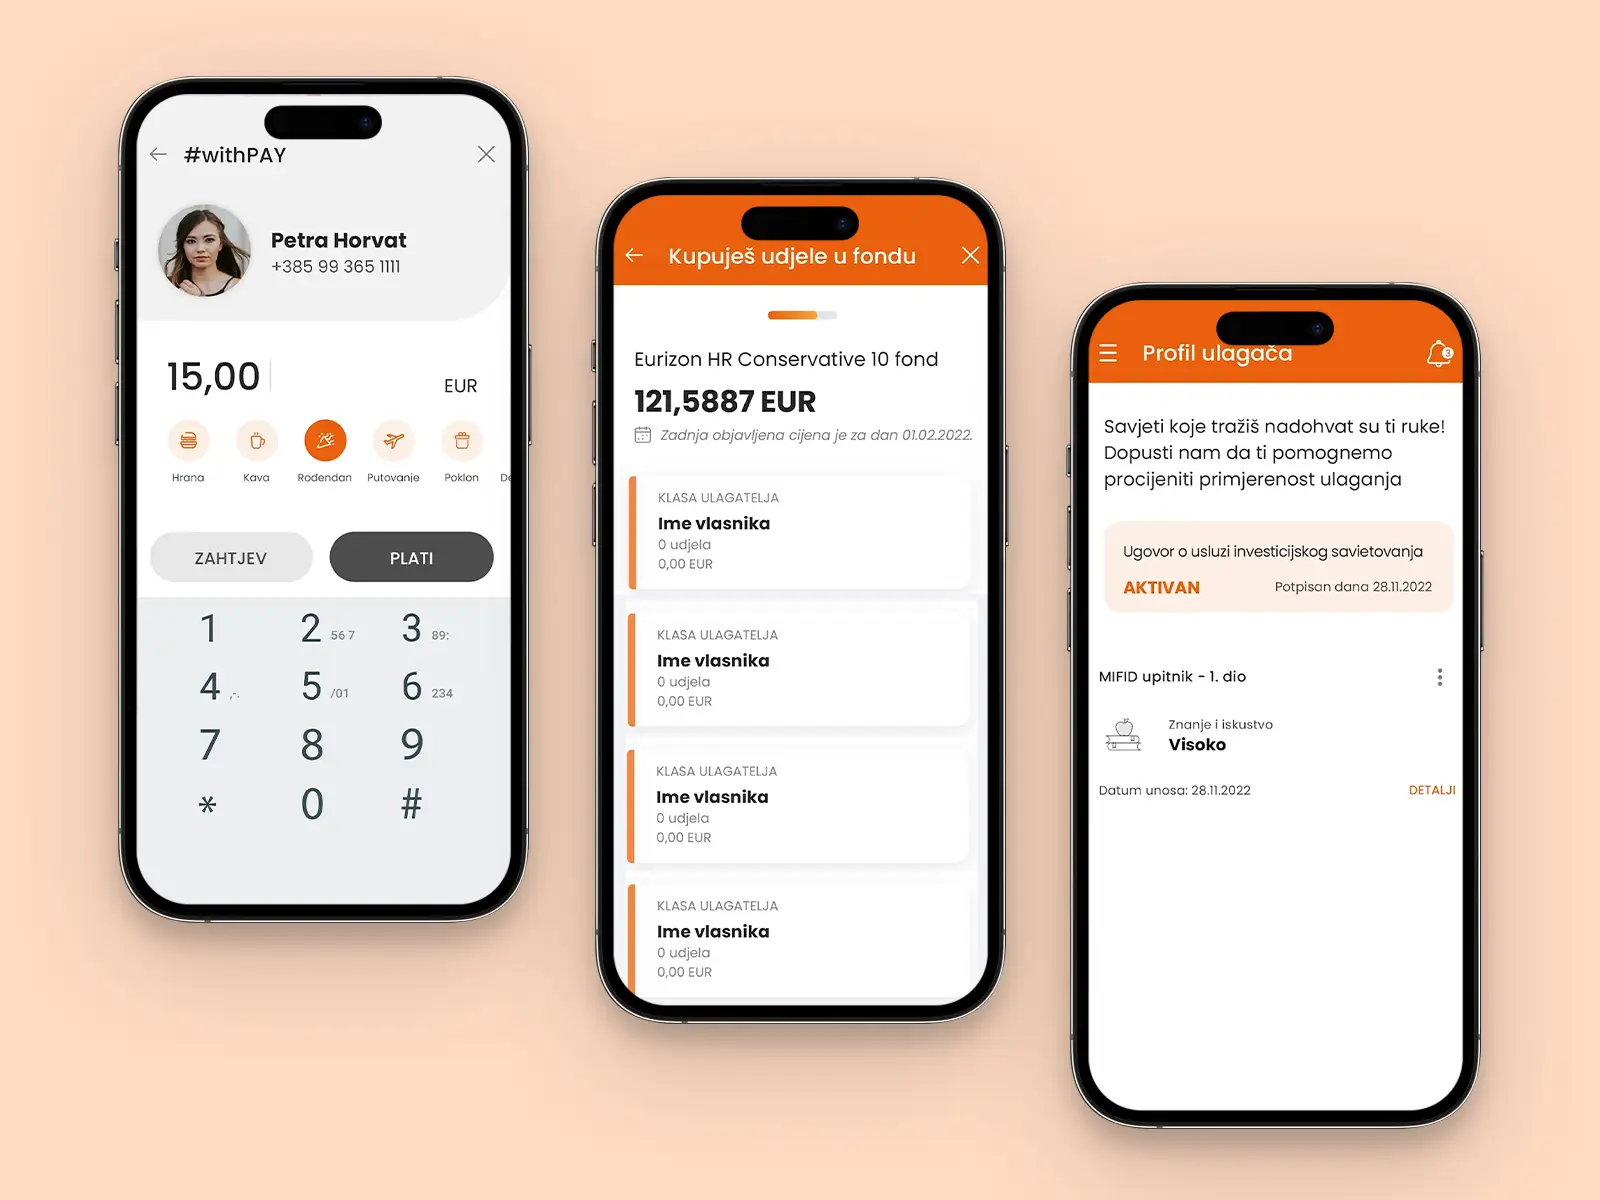 #withPAY
Petra Horvat
+385 99 365 1111
15,00
EUR
Hrana
Kava
Rođendan
Putovanje
Poklon
De
ZAHTJEV
PLATI
1
2 56 7
3 89:
4 ,-.
5 /01
6 234
7
8
9
*
0
#
Kupuješ udjele u fondu
Eurizon HR Conservative 10 fond
121,5887 EUR
Zadnja objavljena cijena je za dan 01.02.2022.
KLASA ULAGATELJA
Ime vlasnika
0 udjela
0,00 EUR
KLASA ULAGATELJA
Ime vlasnika
0 udjela
0,00 EUR
KLASA ULAGATELJA
Ime vlasnika
0 udjela
0,00 EUR
KLASA ULAGATELJA
Ime vlasnika
0 udjela
0,00 EUR
Profil ulagača
3
Savjeti koje tražiš nadohvat su ti ruke!
Dopusti nam da ti pomognemo
procijeniti primjerenost ulaganja
Ugovor o usluzi investicijskog savietovanja
AKTIVAN
Potpisan dana 28.11.2022
MIFID upitnik - 1. dio
Znanje i iskustvo
Visoko
Datum unosa: 28.11.2022
DETALJI